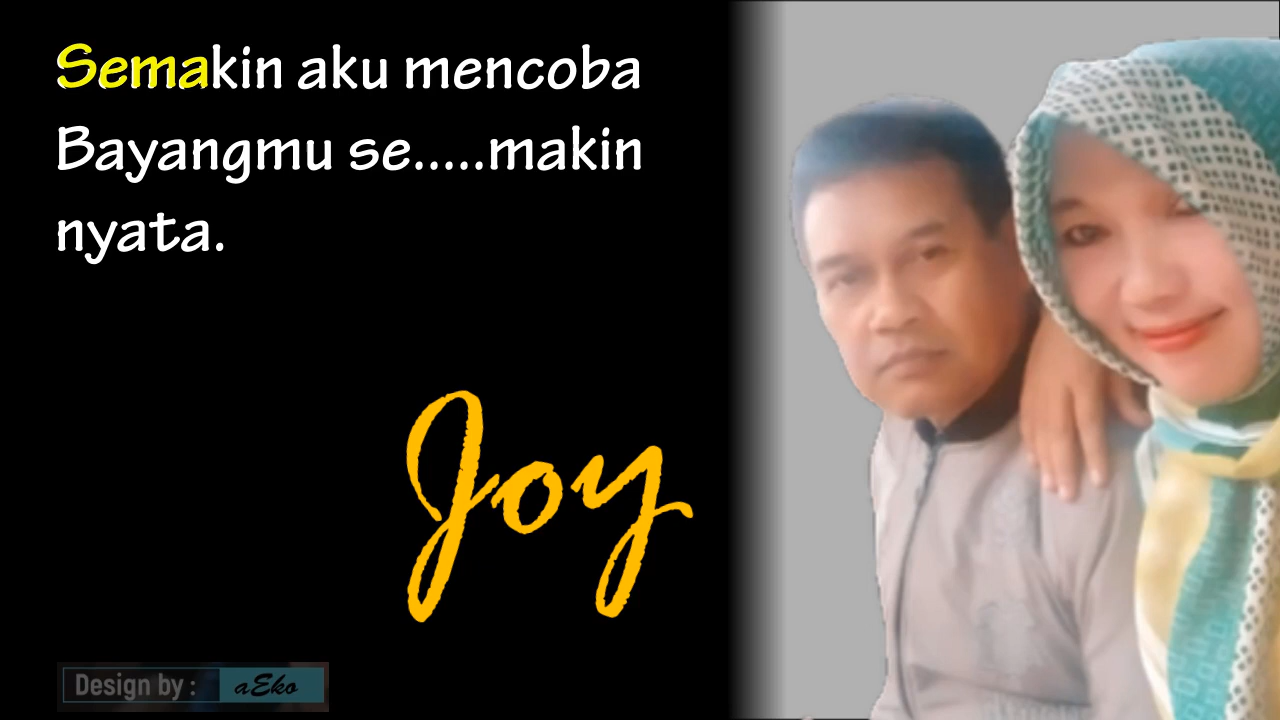 Semakin aku mencoba
Bayangmu se.....makin
nyata.
Joy
Design by : aEko